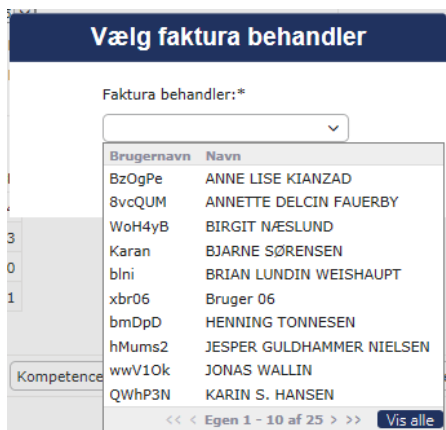 Vælg faktura behandler
Faktura behandler:*
Brugernavn Navn
BzOgPe ANNE LISE KIANZAD
8vcQUM ANNETTE DELCIN FAUERBY
WoH4yB BIRGIT NÆSLUND
Karan BJARNE SØRENSEN
blni BRIAN LUNDIN WEISHAUPT
xbr06 Bruger 06
bmDpD HENNING TONNESEN
hMums2 JESPER GULDHAMMER NIELSEN
wwV1Ok JONAS WALLIN
QWhP3N KARIN S. HANSEN
<< < Egen 1 - 10 af 25 > >> Vis alle
3
0
1
Kompetence